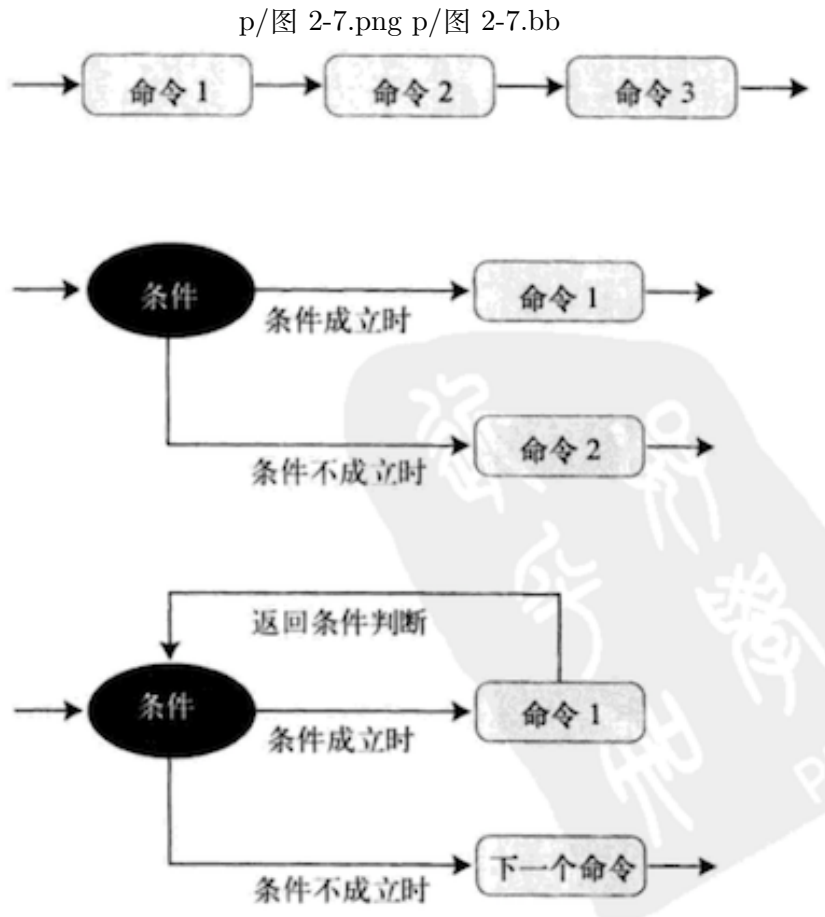 p/图 2-7.png p/图 2-7.bb
命令 1 命令 2 命令 3
条件
条件成立时
命令 1
条件不成立时
命令 2
返回条件判断
条件
条件成立时
命令 1
条件不成立时
下一个命令